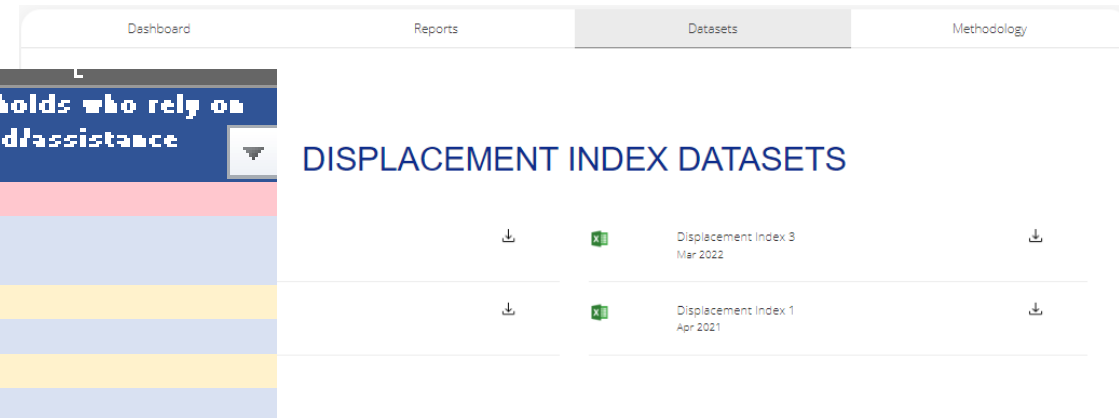 Dashboard Reports Datasets Methodology
holds who rely on
d/assistance
DISPLACEMENT INDEX DATASETS
Displacement Index 3
Mar 2022
Displacement Index 1
Apr 2021